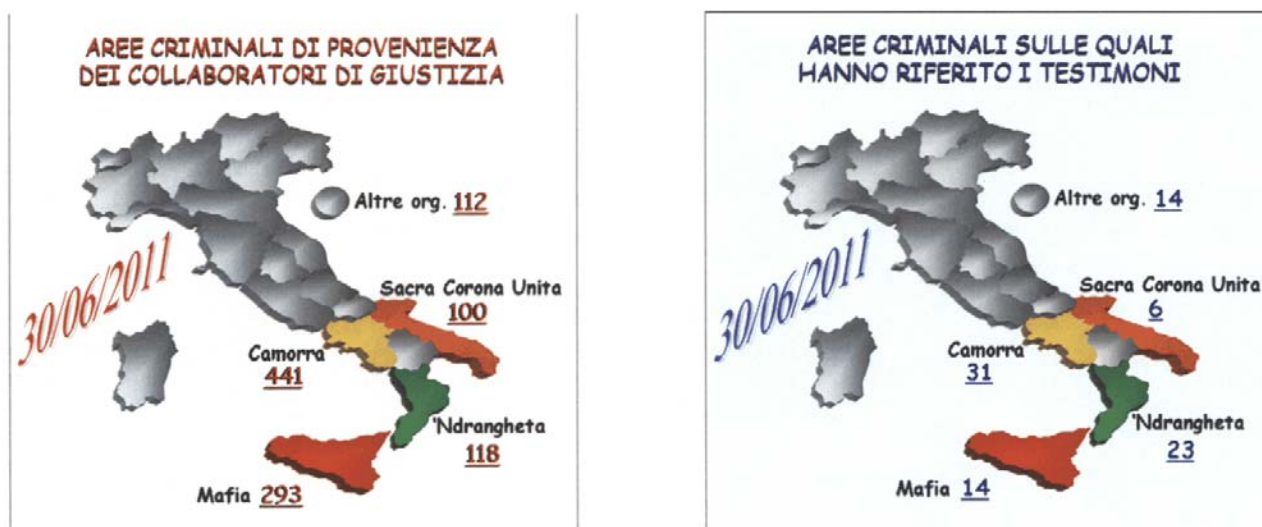 AREE CRIMINALI DI PROVENIENZA
DEI COLLABORATORI DI GIUSTIZIA
Altre org. 112
30/06/2011
Sacra Corona Unita
100
Camorra
441
'Ndrangheta
118
Mafia 293
AREE CRIMINALI SULLE QUALI
HANNO RIFERITO I TESTIMONI
Altre org. 14
30/06/2011
Sacra Corona Unita
6
Camorra
31
'Ndrangheta
23
Mafia 14